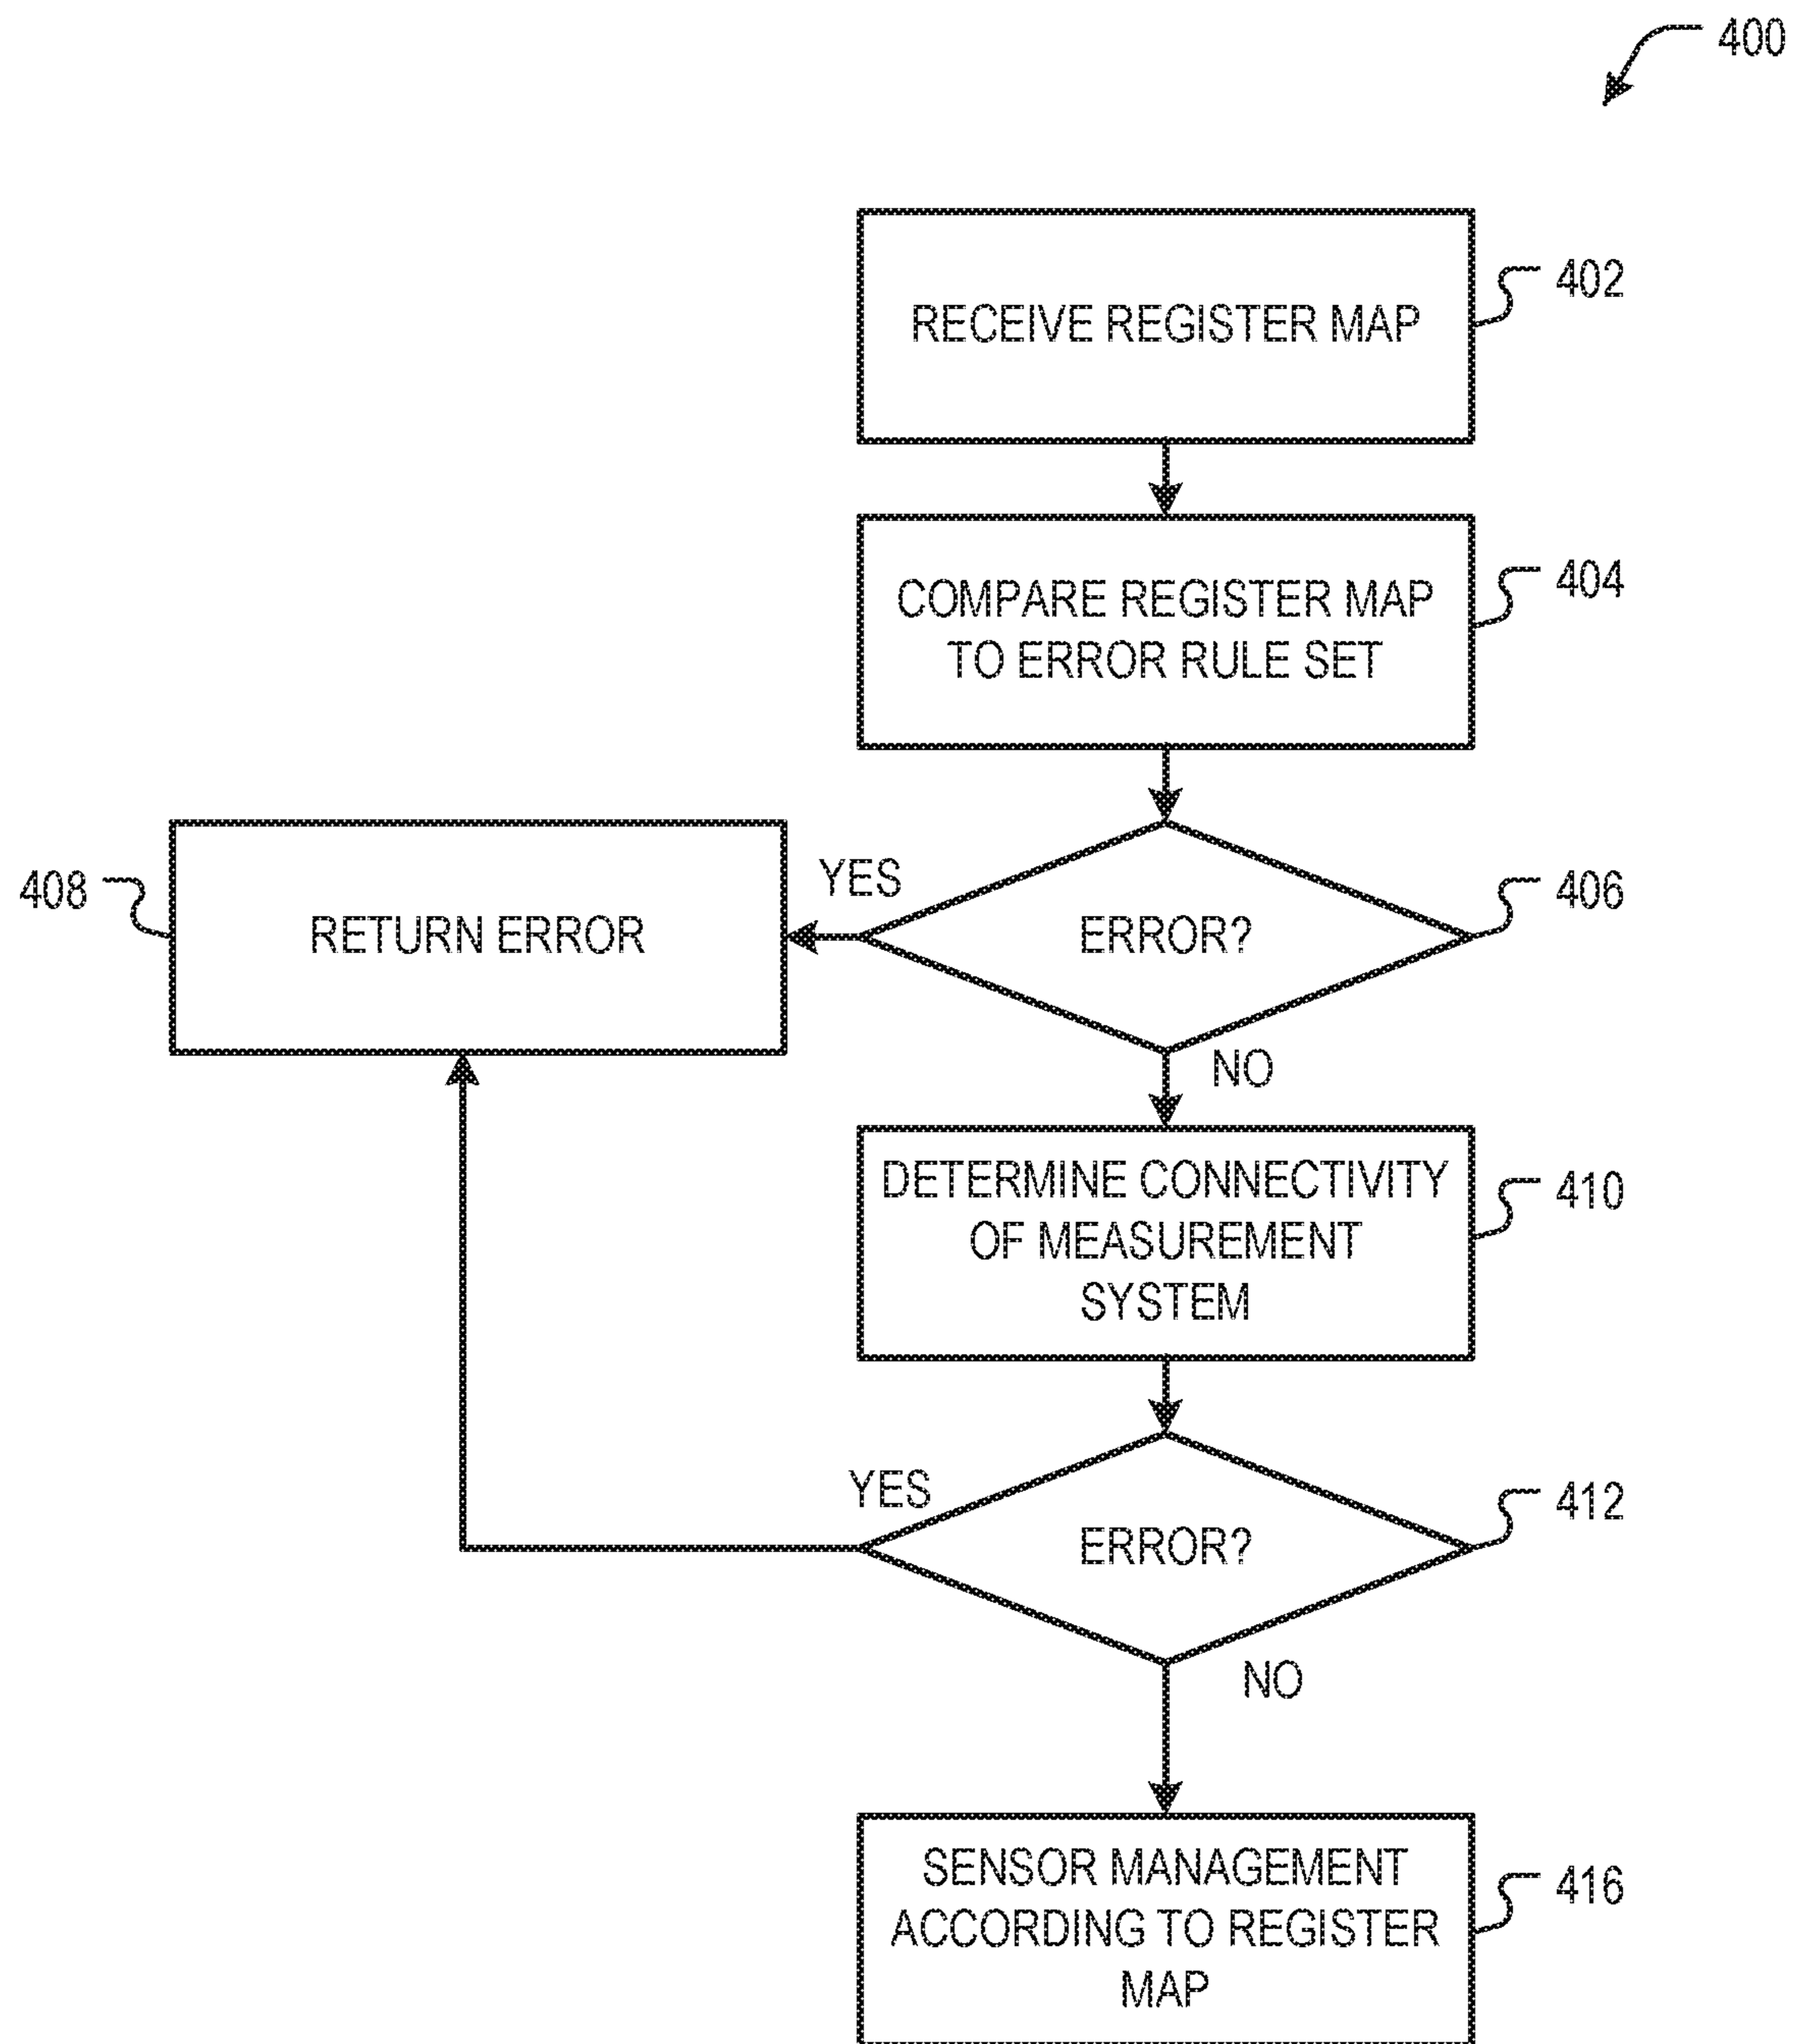 400
RECEIVE REGISTER MAP
402
COMPARE REGISTER MAP
TO ERROR RULE SET
404
408
RETURN ERROR
YES
ERROR?
406
NO
DETERMINE CONNECTIVITY
OF MEASUREMENT
SYSTEM
410
YES
ERROR?
412
NO
SENSOR MANAGEMENT
ACCORDING TO REGISTER
MAP
416